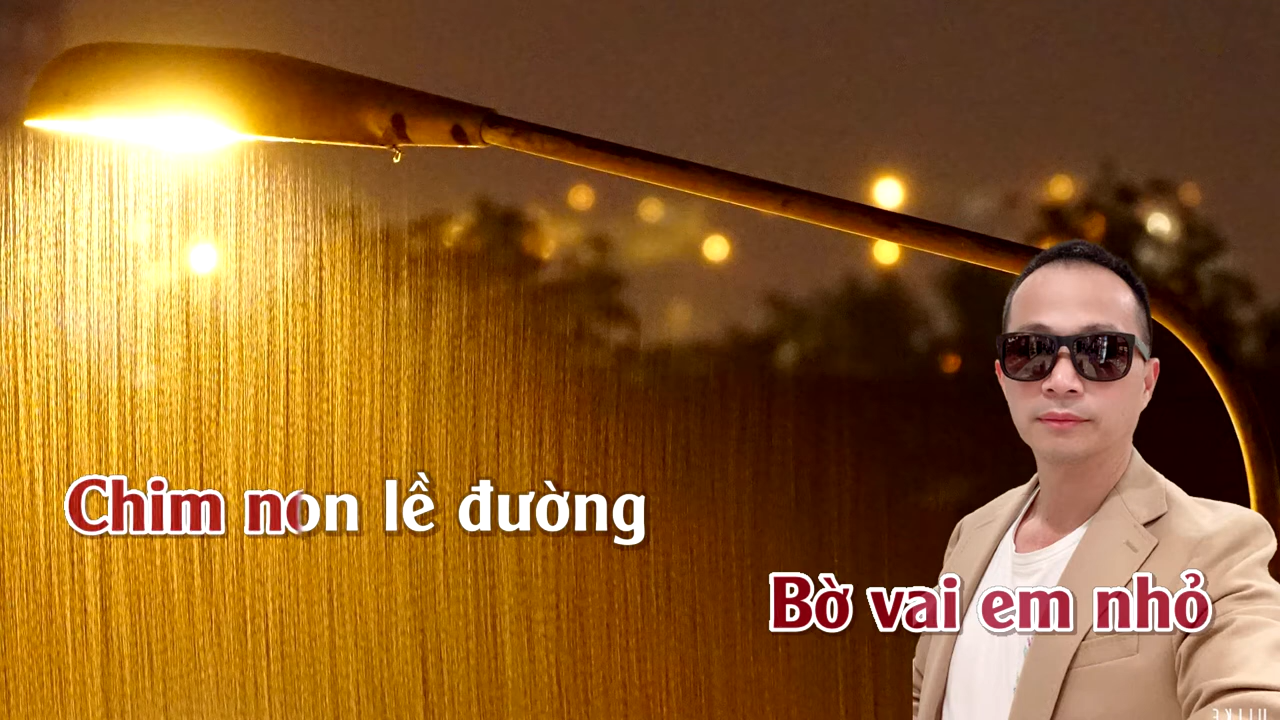 Chim non lề đường
Bờ vai em nhỏ